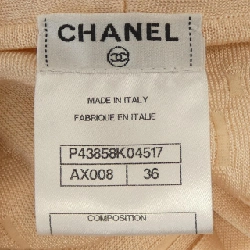 CHANEL
MADE IN ITALY
FABRIQUE EN ITALIE
P43858K04517
AX008 36
COMPOSITION